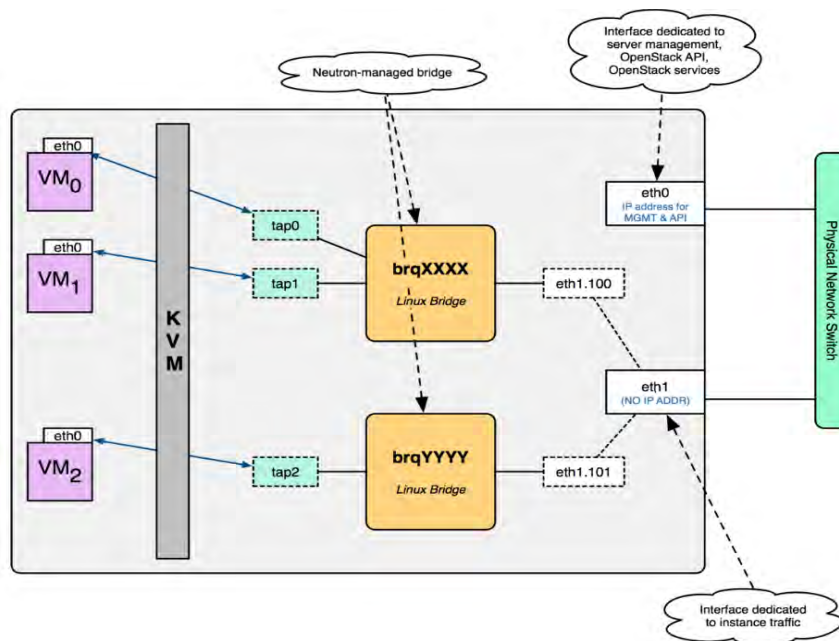 Interface dedicated to
server management,
OpenStack API,
OpenStack services
Neutron-managed bridge
eth0
VM0
eth0
IP address for
MGMT & API
tap0
eth0
VM1
tap1
brqXXXX
Linux Bridge
eth1.100
KVM
Physical Network Switch
eth1
(NO IP ADDR)
eth0
VM2
tap2
brqYYYY
Linux Bridge
eth1.101
Interface dedicated
to instance traffic